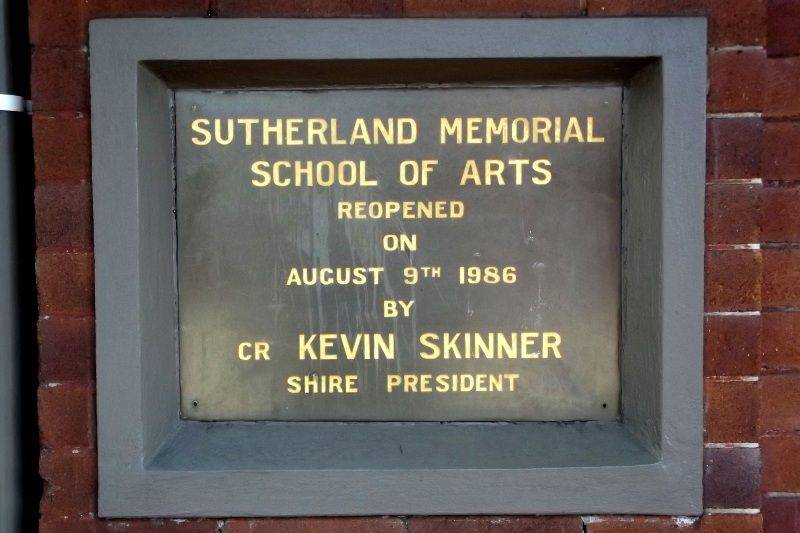 SUTHERLAND MEMORIAL
SCHOOL OF ARTS
REOPENED
ON
AUGUST 9TH 1986
BY
CR KEVIN SKINNER
SHIRE PRESIDENT